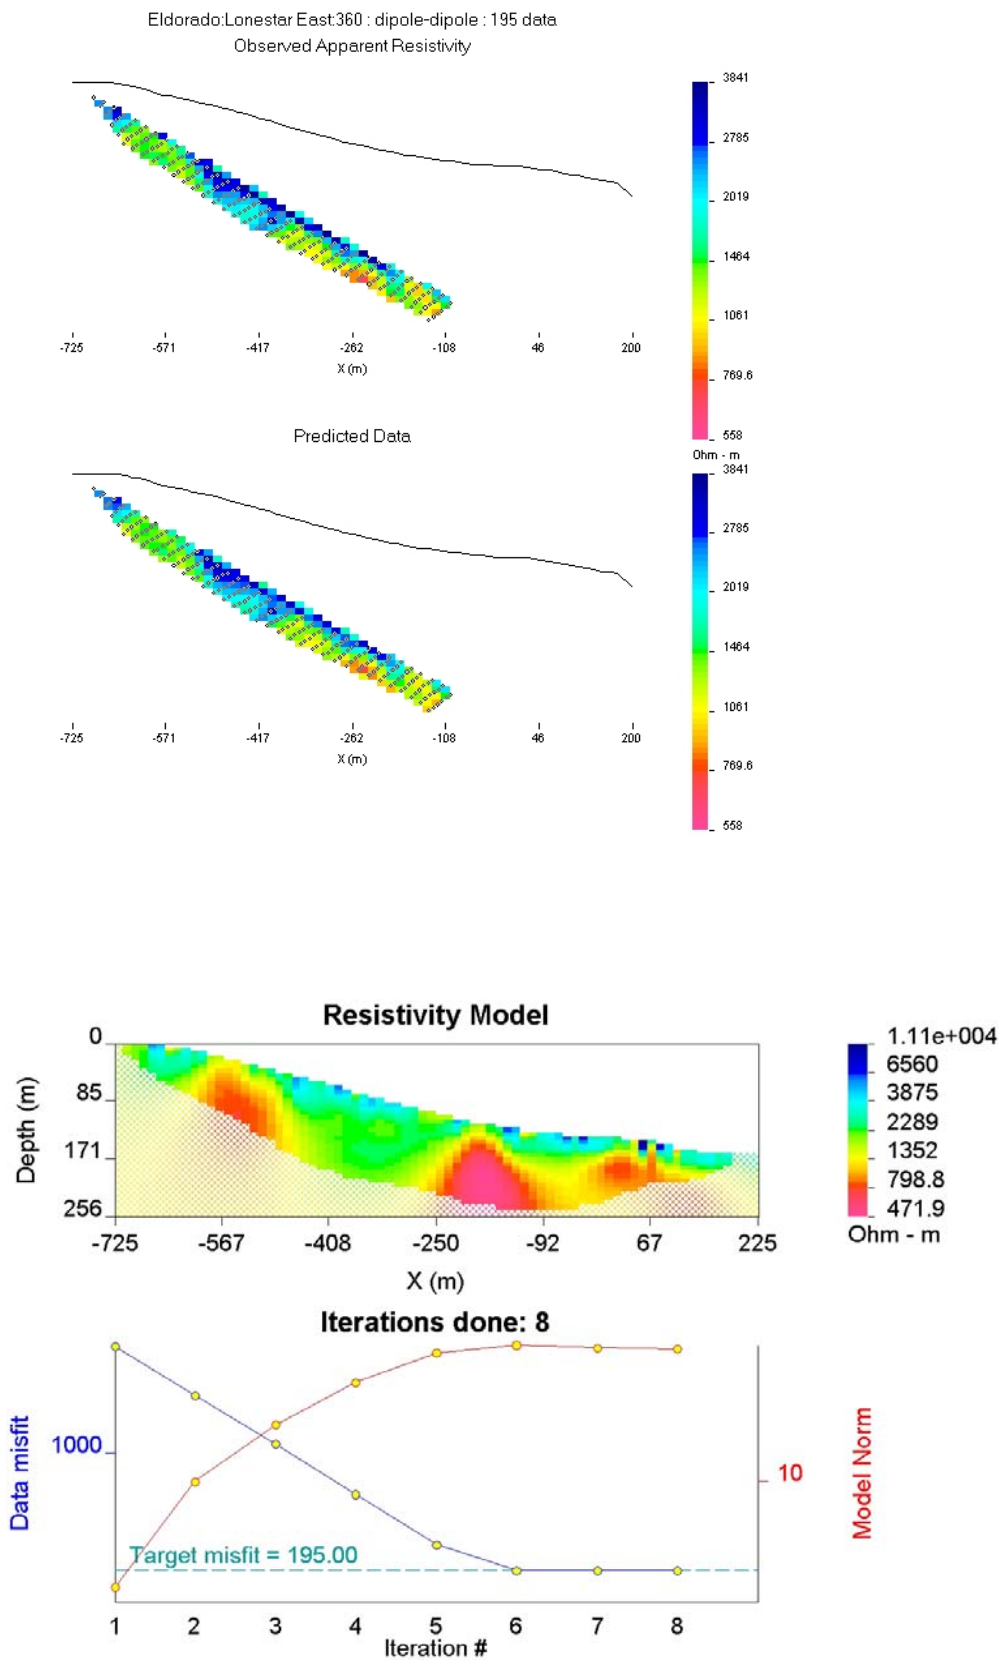 Eldorado:Lonestar East:360 : dipole-dipole : 195 data
Observed Apparent Resistivity
3841
2785
2019
1464
1061
769.6
558
Ohm - m
-725 -571 -417 -262 -108 46 200
X (m)
Predicted Data
3841
2785
2019
1464
1061
769.6
558
-725 -571 -417 -262 -108 46 200
X (m)
Resistivity Model
0
85
171
256
Depth (m)
-725 -567 -408 -250 -92 67 225
X (m)
1.11e+004
6560
3875
2289
1352
798.8
471.9
Ohm - m
Iterations done: 8
Data misfit
1000
10
Model Norm
Target misfit = 195.00
1 2 3 4 5 6 7 8
Iteration #